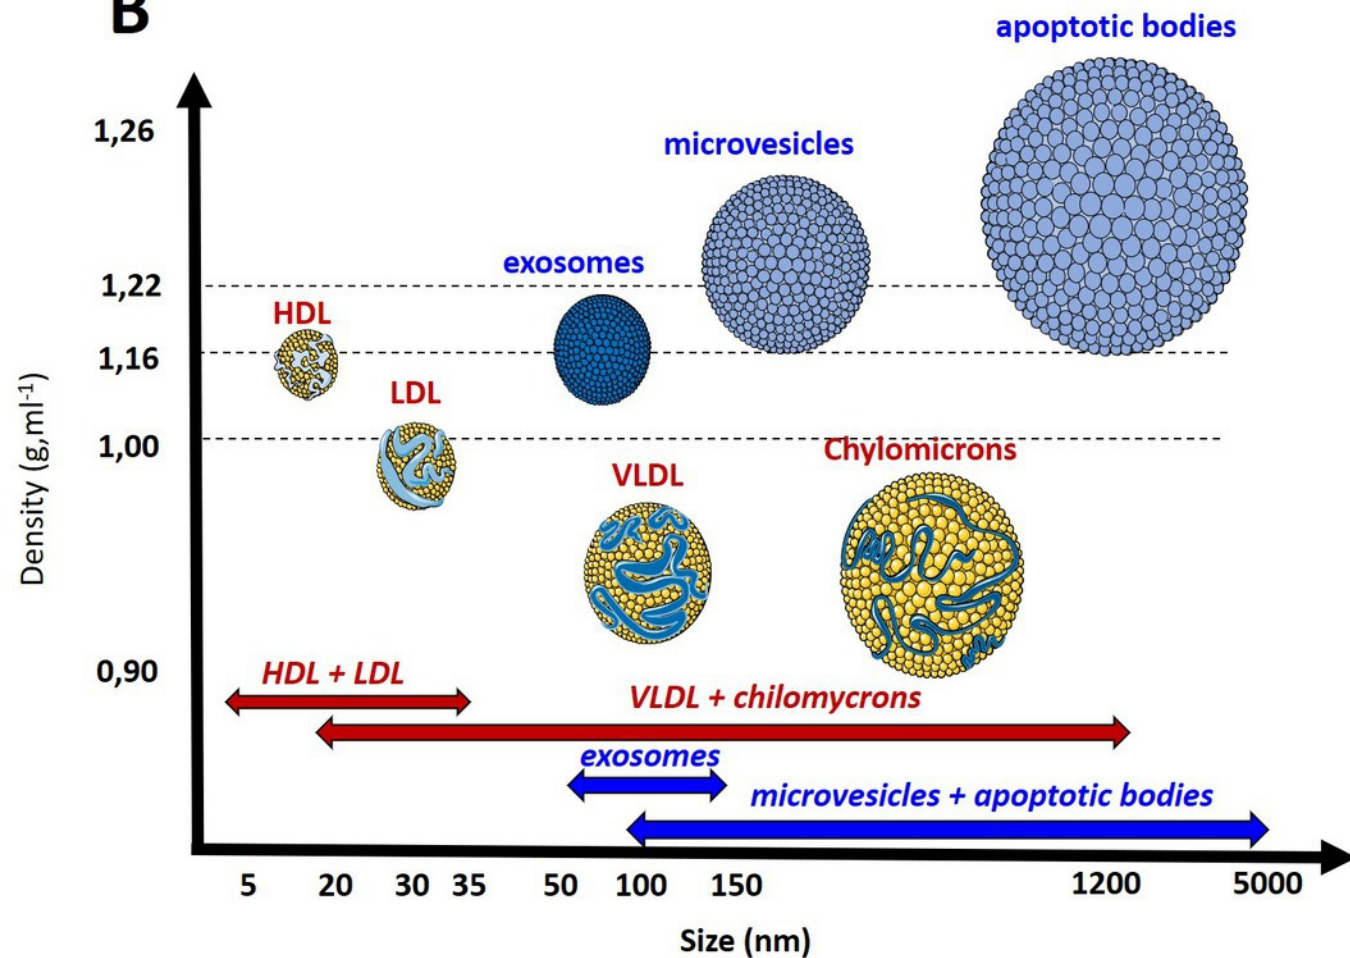 B
apoptotic bodies
1,26
microvesicles
exosomes
1,22
HDL
1,16
LDL
1,00
Chylomicrons
VLDL
Density (g,ml-1)
0,90
HDL + LDL
VLDL + chilomycrons
exosomes
microvesicles + apoptotic bodies
5 20 30 35 50 100 150 1200 5000
Size (nm)